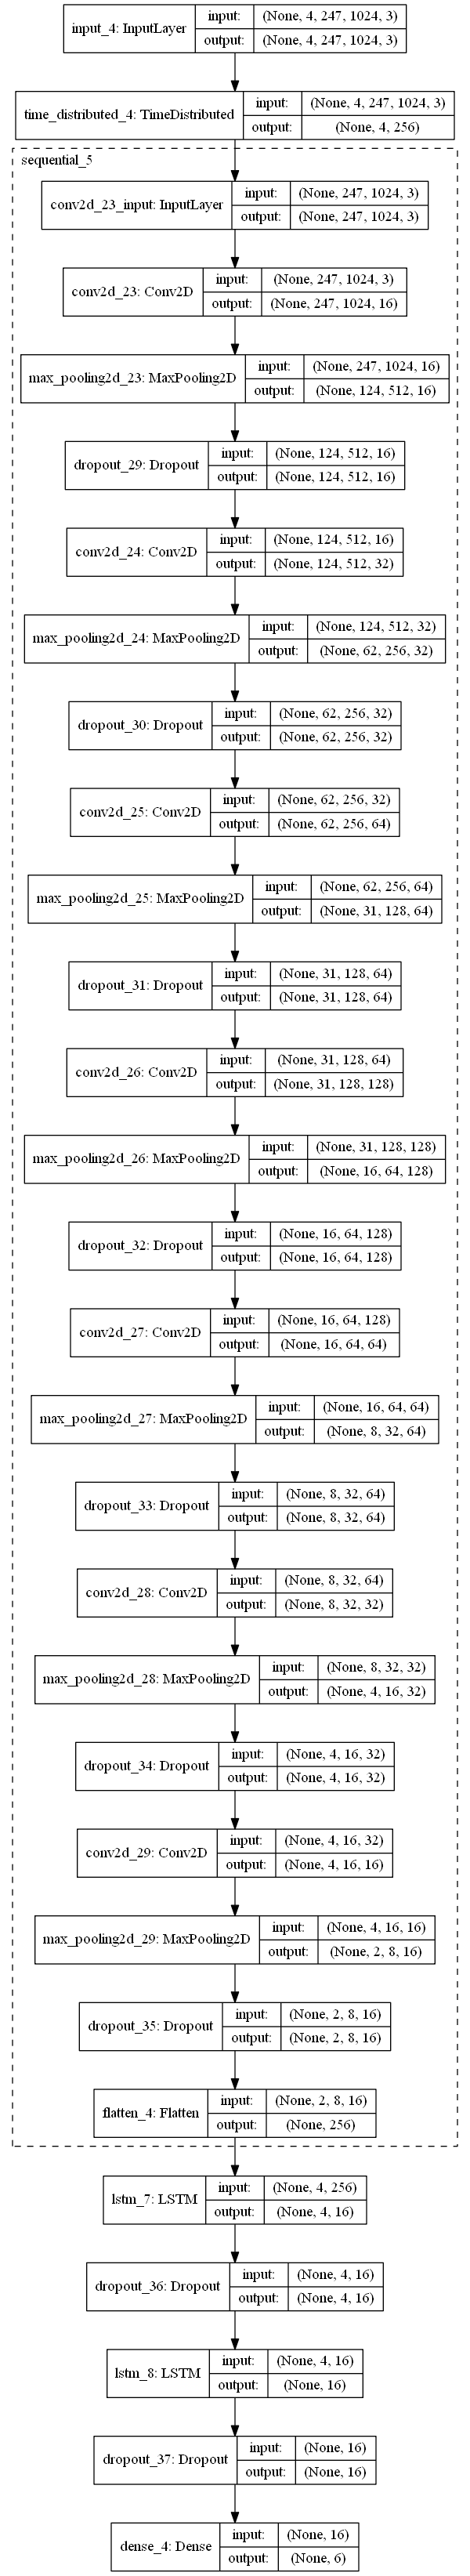 input_4: InputLayer
input:
(None, 4, 247, 1024, 3)
output:
(None, 4, 247, 1024, 3)
time_distributed_4: TimeDistributed
input:
(None, 4, 247, 1024, 3)
output:
(None, 4, 256)
sequential_5
conv2d_23_input: InputLayer
input:
(None, 247, 1024, 3)
output:
(None, 247, 1024, 3)
conv2d_23: Conv2D
input:
(None, 247, 1024, 3)
output:
(None, 247, 1024, 16)
max_pooling2d_23: MaxPooling2D
input:
(None, 247, 1024, 16)
output:
(None, 124, 512, 16)
dropout_29: Dropout
input:
(None, 124, 512, 16)
output:
(None, 124, 512, 16)
conv2d_24: Conv2D
input:
(None, 124, 512, 16)
output:
(None, 124, 512, 32)
max_pooling2d_24: MaxPooling2D
input:
(None, 124, 512, 32)
output:
(None, 62, 256, 32)
dropout_30: Dropout
input:
(None, 62, 256, 32)
output:
(None, 62, 256, 32)
conv2d_25: Conv2D
input:
(None, 62, 256, 32)
output:
(None, 62, 256, 64)
max_pooling2d_25: MaxPooling2D
input:
(None, 62, 256, 64)
output:
(None, 31, 128, 64)
dropout_31: Dropout
input:
(None, 31, 128, 64)
output:
(None, 31, 128, 64)
conv2d_26: Conv2D
input:
(None, 31, 128, 64)
output:
(None, 31, 128, 128)
max_pooling2d_26: MaxPooling2D
input:
(None, 31, 128, 128)
output:
(None, 16, 64, 128)
dropout_32: Dropout
input:
(None, 16, 64, 128)
output:
(None, 16, 64, 128)
conv2d_27: Conv2D
input:
(None, 16, 64, 128)
output:
(None, 16, 64, 64)
max_pooling2d_27: MaxPooling2D
input:
(None, 16, 64, 64)
output:
(None, 8, 32, 64)
dropout_33: Dropout
input:
(None, 8, 32, 64)
output:
(None, 8, 32, 64)
conv2d_28: Conv2D
input:
(None, 8, 32, 64)
output:
(None, 8, 32, 32)
max_pooling2d_28: MaxPooling2D
input:
(None, 8, 32, 32)
output:
(None, 4, 16, 32)
dropout_34: Dropout
input:
(None, 4, 16, 32)
output:
(None, 4, 16, 32)
conv2d_29: Conv2D
input:
(None, 4, 16, 32)
output:
(None, 4, 16, 16)
max_pooling2d_29: MaxPooling2D
input:
(None, 4, 16, 16)
output:
(None, 2, 8, 16)
dropout_35: Dropout
input:
(None, 2, 8, 16)
output:
(None, 2, 8, 16)
flatten_4: Flatten
input:
(None, 2, 8, 16)
output:
(None, 256)
lstm_7: LSTM
input:
(None, 4, 256)
output:
(None, 4, 16)
dropout_36: Dropout
input:
(None, 4, 16)
output:
(None, 4, 16)
lstm_8: LSTM
input:
(None, 4, 16)
output:
(None, 16)
dropout_37: Dropout
input:
(None, 16)
output:
(None, 16)
dense_4: Dense
input:
(None, 16)
output:
(None, 6)